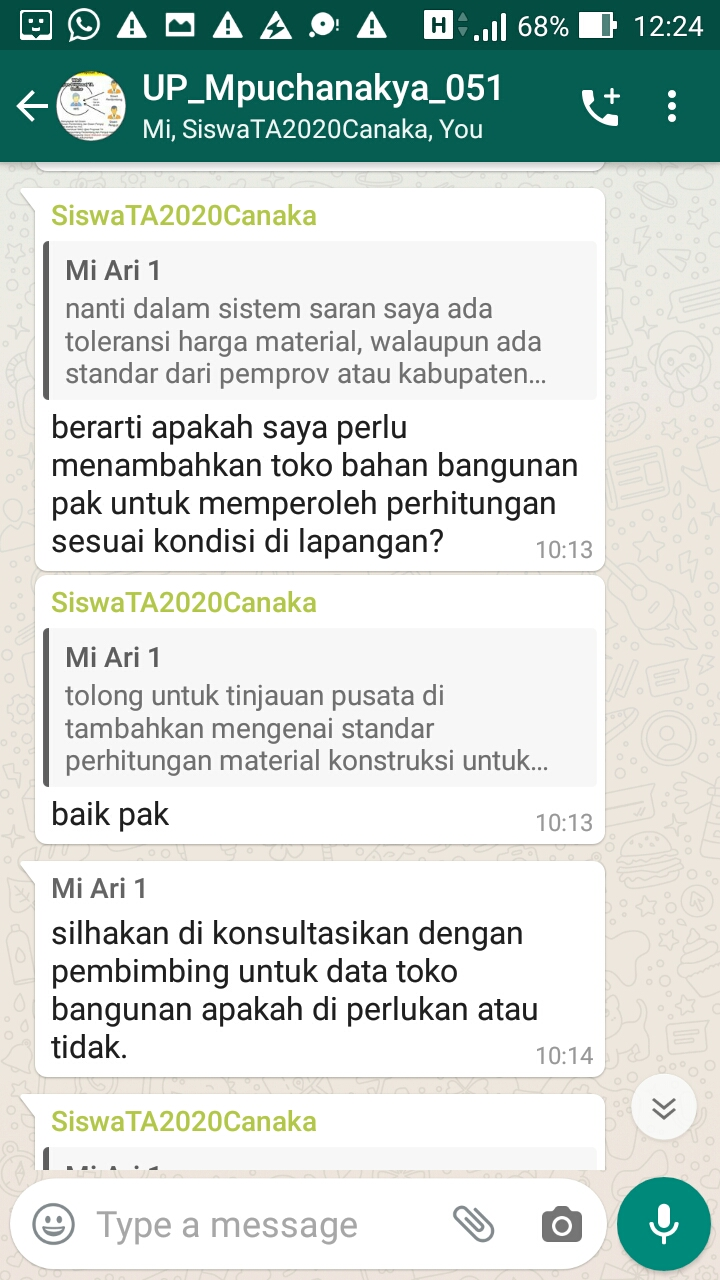 H 68% 12:24
UP_Mpuchanakya_051
Mi, SiswaTA2020Canaka, You
SiswaTA2020Canaka
Mi Ari 1
nanti dalam sistem saran saya ada
toleransi harga material, walaupun ada
standar dari pemprov atau kabupaten...
berarti apakah saya perlu
menambahkan toko bahan bangunan
pak untuk memperoleh perhitungan
sesuai kondisi di lapangan?
10:13
SiswaTA2020Canaka
Mi Ari 1
tolong untuk tinjauan pusata di
tambahkan mengenai standar
perhitungan material konstruksi untuk...
baik pak
10:13
Mi Ari 1
silhakan di konsultasikan dengan
pembimbing untuk data toko
bangunan apakah di perlukan atau
tidak.
10:14
SiswaTA2020Canaka
Mi Ari 1
Type a message